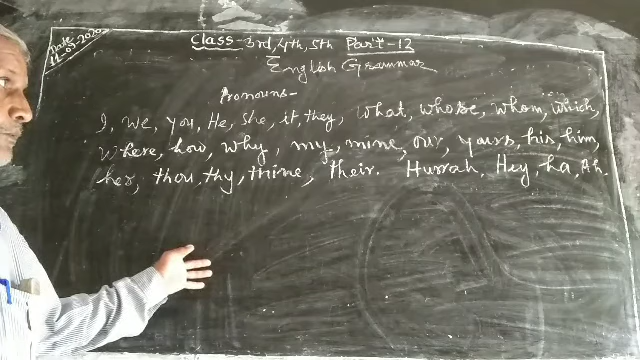 Date
11-03-2020
Class - 3rd, 4th, 5th Part-12
English Grammar
Pronouns-
I, We, You, He, She, it, they, What, whose, whom, which,
Where, how, why, my, mine, our, yours, his, him,
her, thou, thy, thine, their. Hurrah, Hey, ha, Ah.